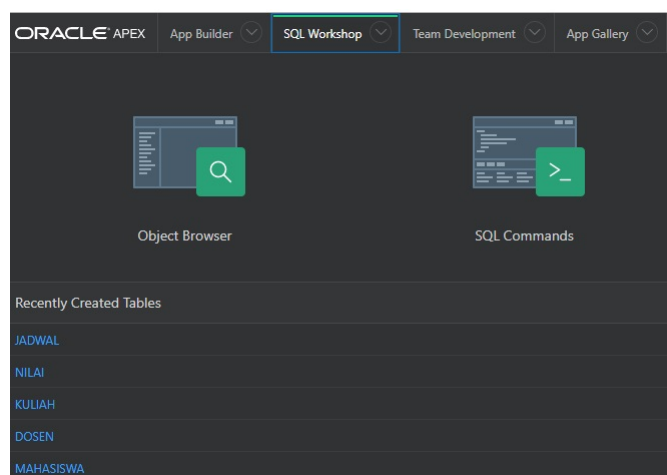 ORACLE APEX App Builder SQL Workshop Team Development App Gallery
>_
Object Browser SQL Commands
Recently Created Tables
JADWAL
NILAI
KULIAH
DOSEN
MAHASISWA